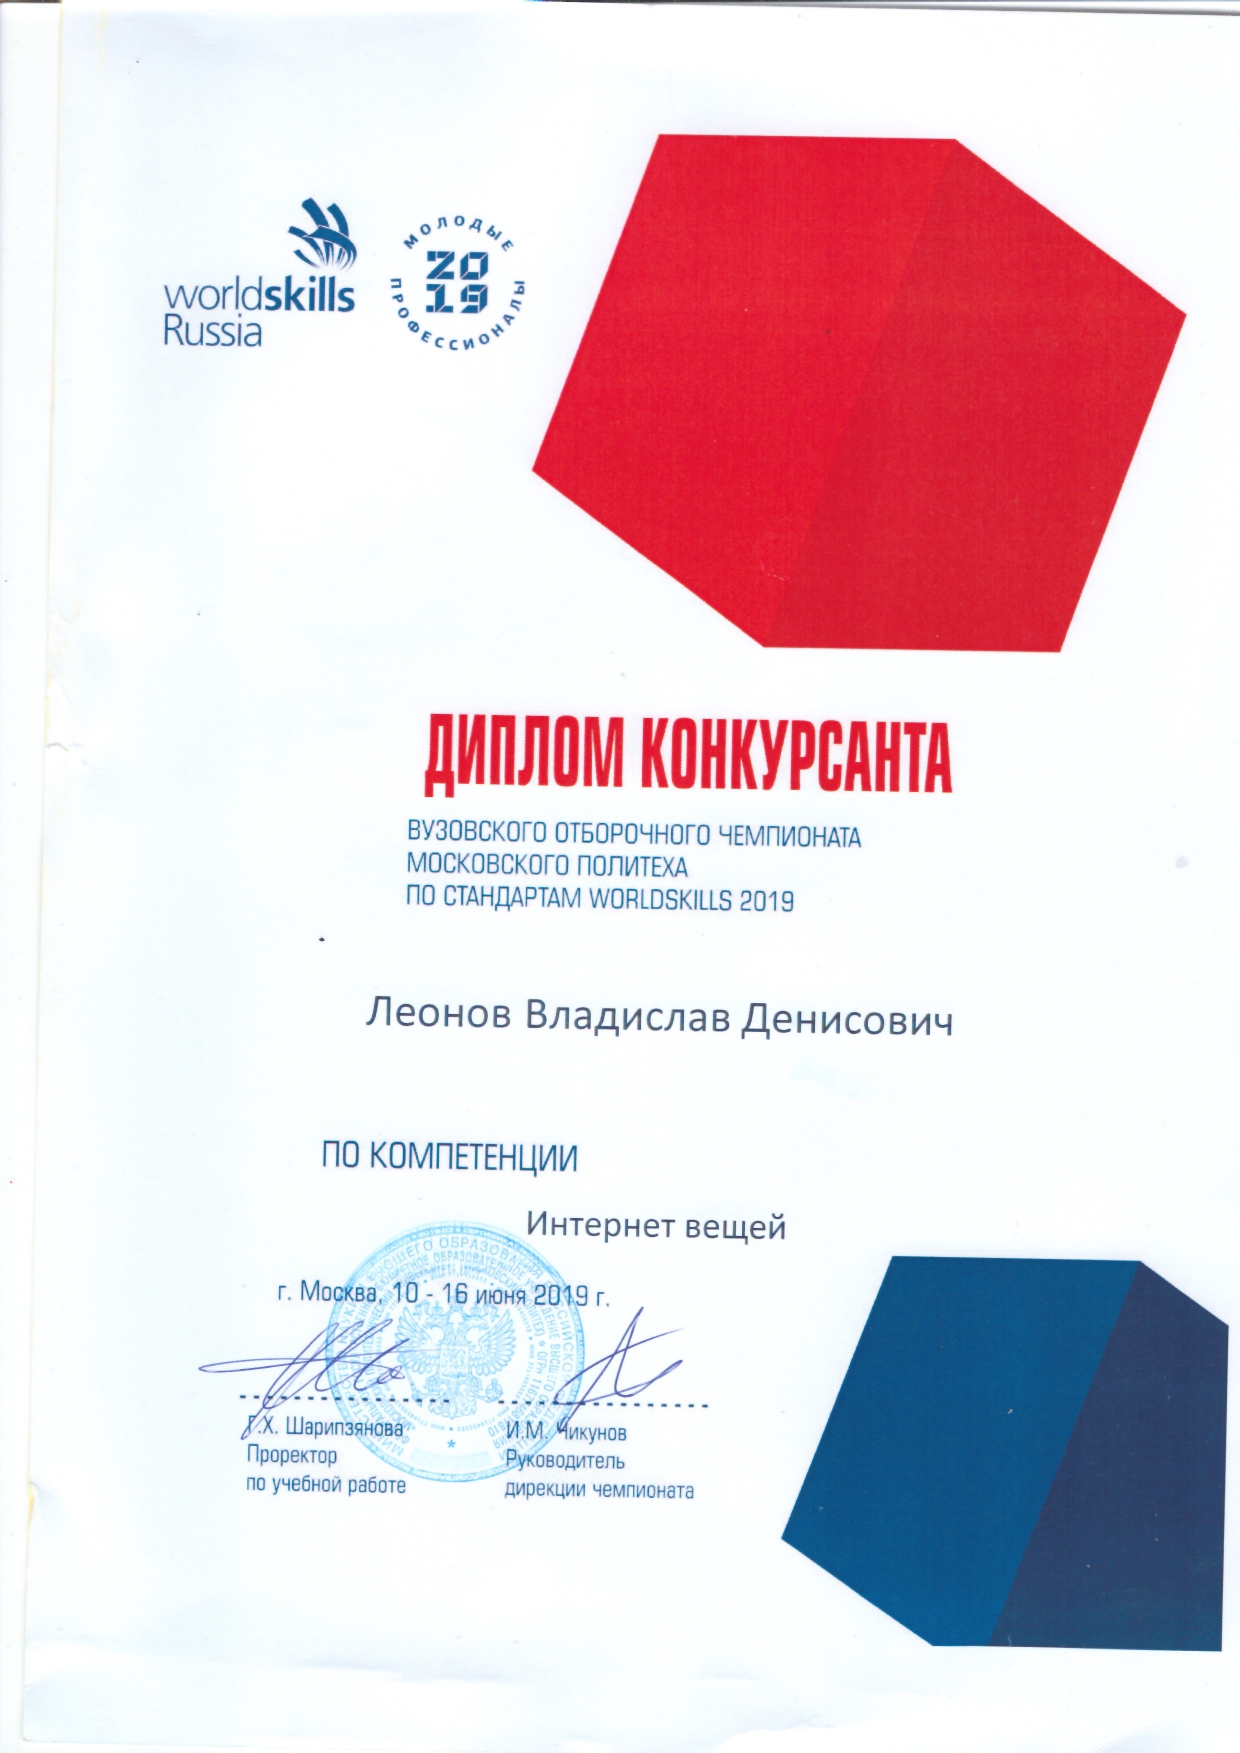 worldskills
Russia
МОЛОДЫЕ
ПРОФЕССИОНАЛЫ
20
19
ДИПЛОМ КОНКУРСАНТА
ВУЗОВСКОГО ОТБОРОЧНОГО ЧЕМПИОНАТА
МОСКОВСКОГО ПОЛИТЕХА
ПО СТАНДАРТАМ WORLDSKILLS 2019
Леонов Владислав Денисович
ПО КОМПЕТЕНЦИИ
Интернет вещей
г. Москва, 10 - 16 июня 2019 г.
Г.Х. Шарипзянова
Проректор
по учебной работе
И.М. Чикунов
Руководитель
дирекции чемпионата